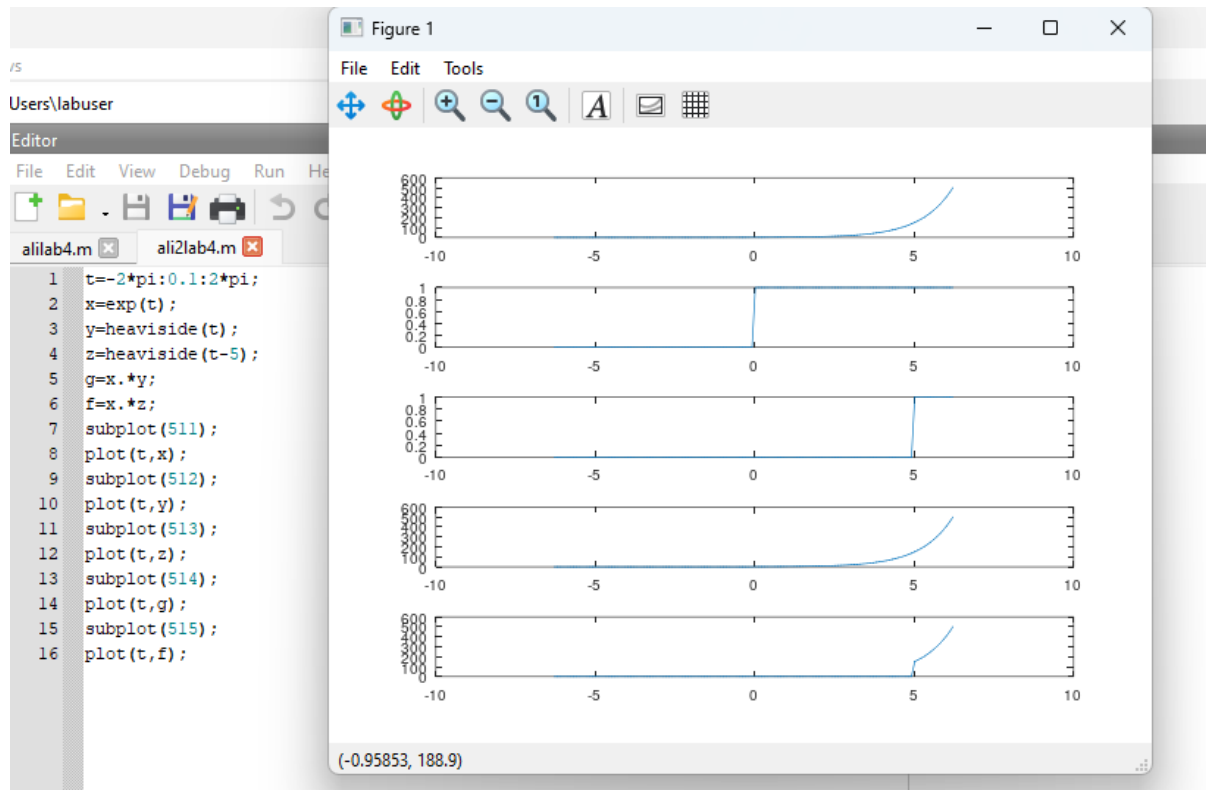 Figure 1
File Edit Tools
vs
Users\labuser
Editor
File Edit View Debug Run He
alilab4.m
ali2lab4.m
1 t=-2*pi:0.1:2*pi;
2 x=exp(t);
3 y=heaviside(t);
4 z=heaviside(t-5);
5 g=x.*y;
6 f=x.*z;
7 subplot(511);
8 plot(t,x);
9 subplot(512);
10 plot(t,y);
11 subplot(513);
12 plot(t,z);
13 subplot(514);
14 plot(t,g);
15 subplot(515);
16 plot(t,f);
1
A
600
500
400
300
200
100
0
-10 -5 0 5 10
1
0.8
0.6
0.4
0.2
0
-10 -5 0 5 10
1
0.8
0.6
0.4
0.2
0
-10 -5 0 5 10
600
500
400
300
200
100
0
-10 -5 0 5 10
600
500
400
300
200
100
0
-10 -5 0 5 10
(-0.95853, 188.9)